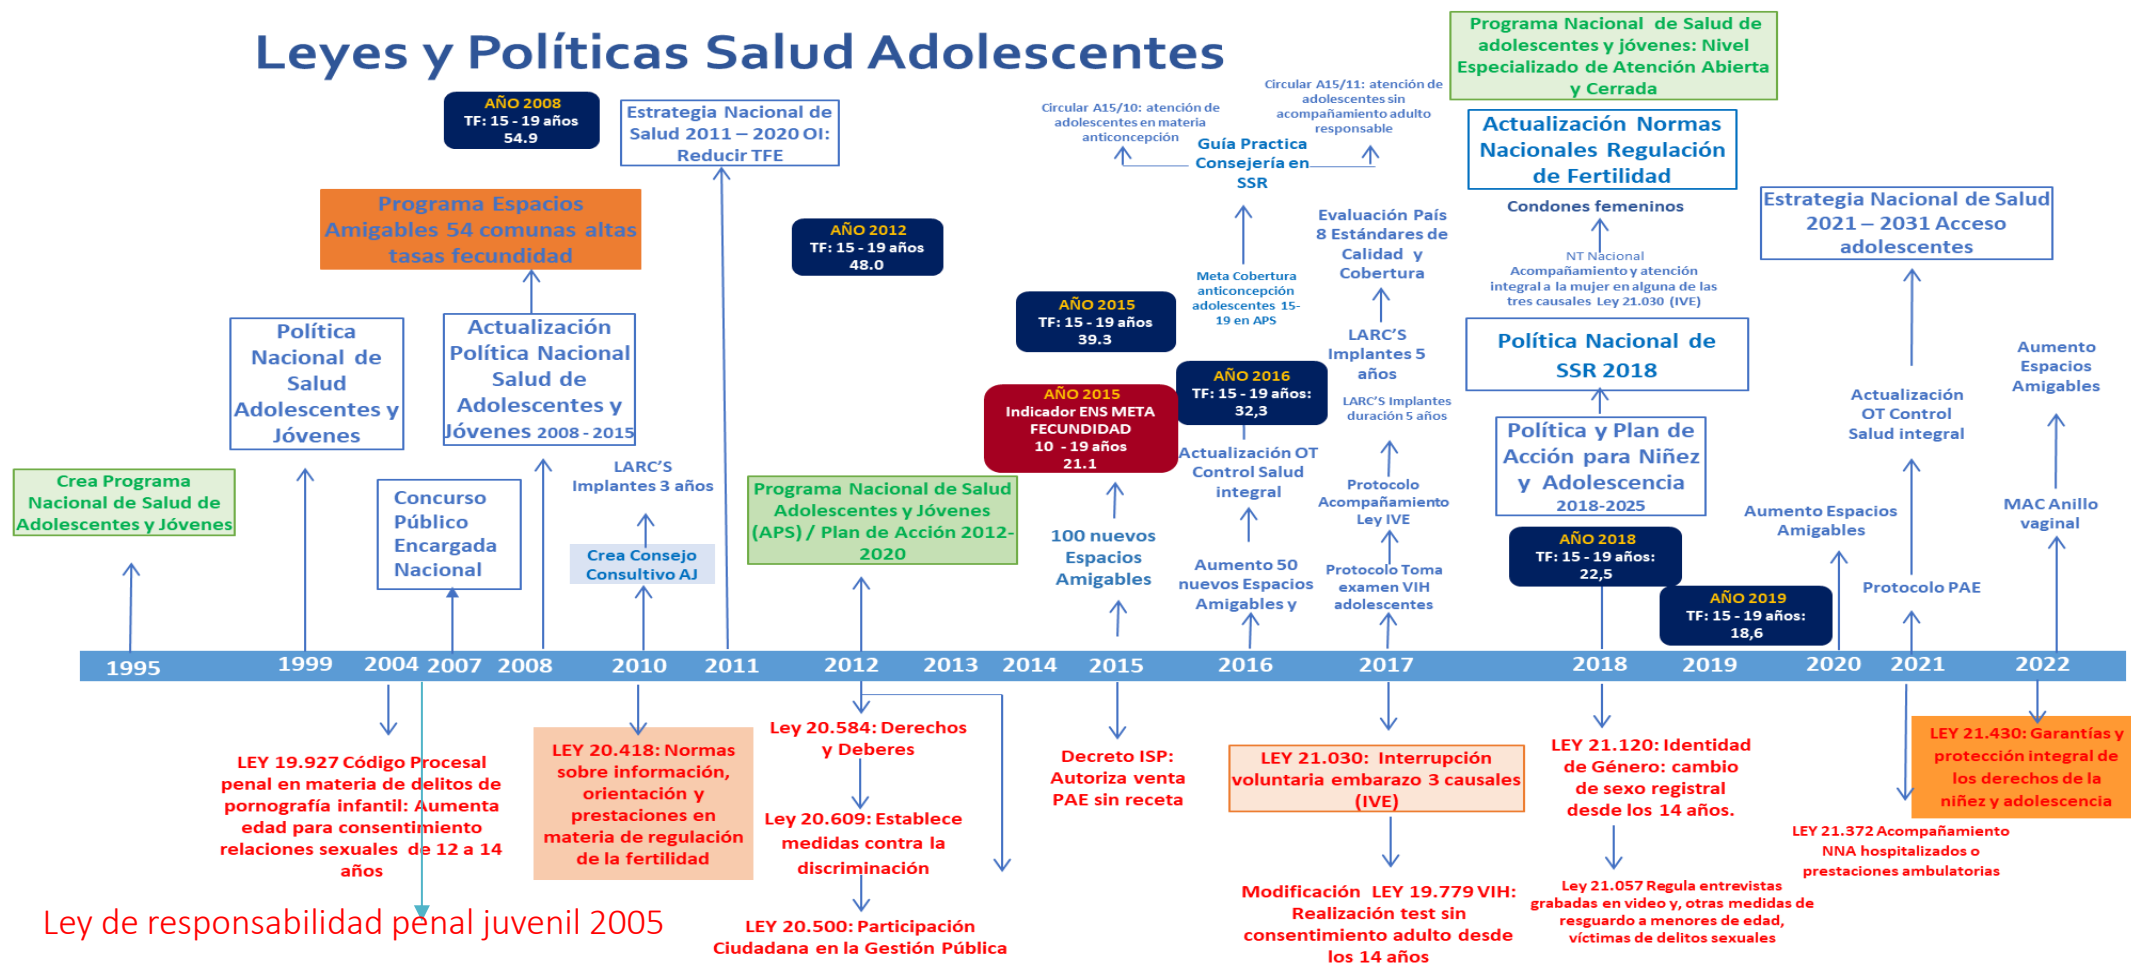 Leyes y Políticas Salud Adolescentes
AÑO 2008
TF: 15 - 19 años
54.9
Estrategia Nacional de
Salud 2011 – 2020 OI:
Reducir TFE
Circular A15/10: atención de
adolescentes en materia
anticoncepción
Circular A15/11: atención de
adolescentes sin
acompañamiento adulto
responsable
Guía Practica
Consejería en
SSR
Programa Nacional de Salud de
adolescentes y jóvenes: Nivel
Especializado de Atención Abierta
y Cerrada
Actualización Normas
Nacionales Regulación
de Fertilidad
Condones femeninos
NT Nacional
Acompañamiento y atención
integral a la mujer en alguna de las
tres causales Ley 21.030 (IVE)
Estrategia Nacional de Salud
2021 – 2031 Acceso
adolescentes
Programa Espacios
Amigables 54 comunas altas
tasas fecundidad
AÑO 2012
TF: 15 - 19 años
48.0
Evaluación País
8 Estándares de
Calidad y
Cobertura
Meta Cobertura
anticoncepción
adolescentes 15-
19 en APS
AÑO 2015
TF: 15 - 19 años
39.3
Política
Nacional de
Salud
Adolescentes y
Jóvenes
Actualización
Política Nacional
Salud de
Adolescentes y
Jóvenes 2008 - 2015
LARC’S
Implantes 5
años
LARC’S Implantes
duración 5 años
Política Nacional de
SSR 2018
Aumento
Espacios
Amigables
AÑO 2015
Indicador ENS META
FECUNDIDAD
10 - 19 años
21.1
AÑO 2016
TF: 15 - 19 años:
32,3
Actualización OT
Control Salud
integral
Política y Plan de
Acción para Niñez
y Adolescencia
2018-2025
Actualización
OT Control
Salud integral
Crea Programa
Nacional de Salud de
Adolescentes y Jóvenes
Concurso
Público
Encargada
Nacional
LARC’S
Implantes 3 años
Crea Consejo
Consultivo AJ
Programa Nacional de Salud
Adolescentes y Jóvenes
(APS) / Plan de Acción 2012-
2020
100 nuevos
Espacios
Amigables
Aumento 50
nuevos Espacios
Amigables y
Protocolo
Acompañamiento
Ley IVE
Protocolo Toma
examen VIH
adolescentes
AÑO 2018
TF: 15 - 19 años:
22,5
AÑO 2019
TF: 15 - 19 años:
18,6
Aumento Espacios
Amigables
Protocolo PAE
MAC Anillo
vaginal
1995 1999 2004 2007 2008 2010 2011 2012 2013 2014 2015 2016 2017 2018 2019 2020 2021 2022
LEY 19.927 Código Procesal
penal en materia de delitos de
pornografía infantil: Aumenta
edad para consentimiento
relaciones sexuales de 12 a 14
años
Ley de responsabilidad penal juvenil 2005
LEY 20.418: Normas
sobre información,
orientación y
prestaciones en
materia de regulación
de la fertilidad
Ley 20.584: Derechos
y Deberes
Ley 20.609: Establece
medidas contra la
discriminación
LEY 20.500: Participación
Ciudadana en la Gestión Pública
Decreto ISP:
Autoriza venta
PAE sin receta
LEY 21.030: Interrupción
voluntaria embarazo 3 causales
(IVE)
Modificación LEY 19.779 VIH:
Realización test sin
consentimiento adulto desde
los 14 años
LEY 21.120: Identidad
de Género: cambio
de sexo registral
desde los 14 años.
Ley 21.057 Regula entrevistas
grabadas en video y, otras medidas de
resguardo a menores de edad,
víctimas de delitos sexuales
LEY 21.372 Acompañamiento
NNA hospitalizados o
prestaciones ambulatorias
LEY 21.430: Garantías y
protección integral de
los derechos de la
niñez y adolescencia